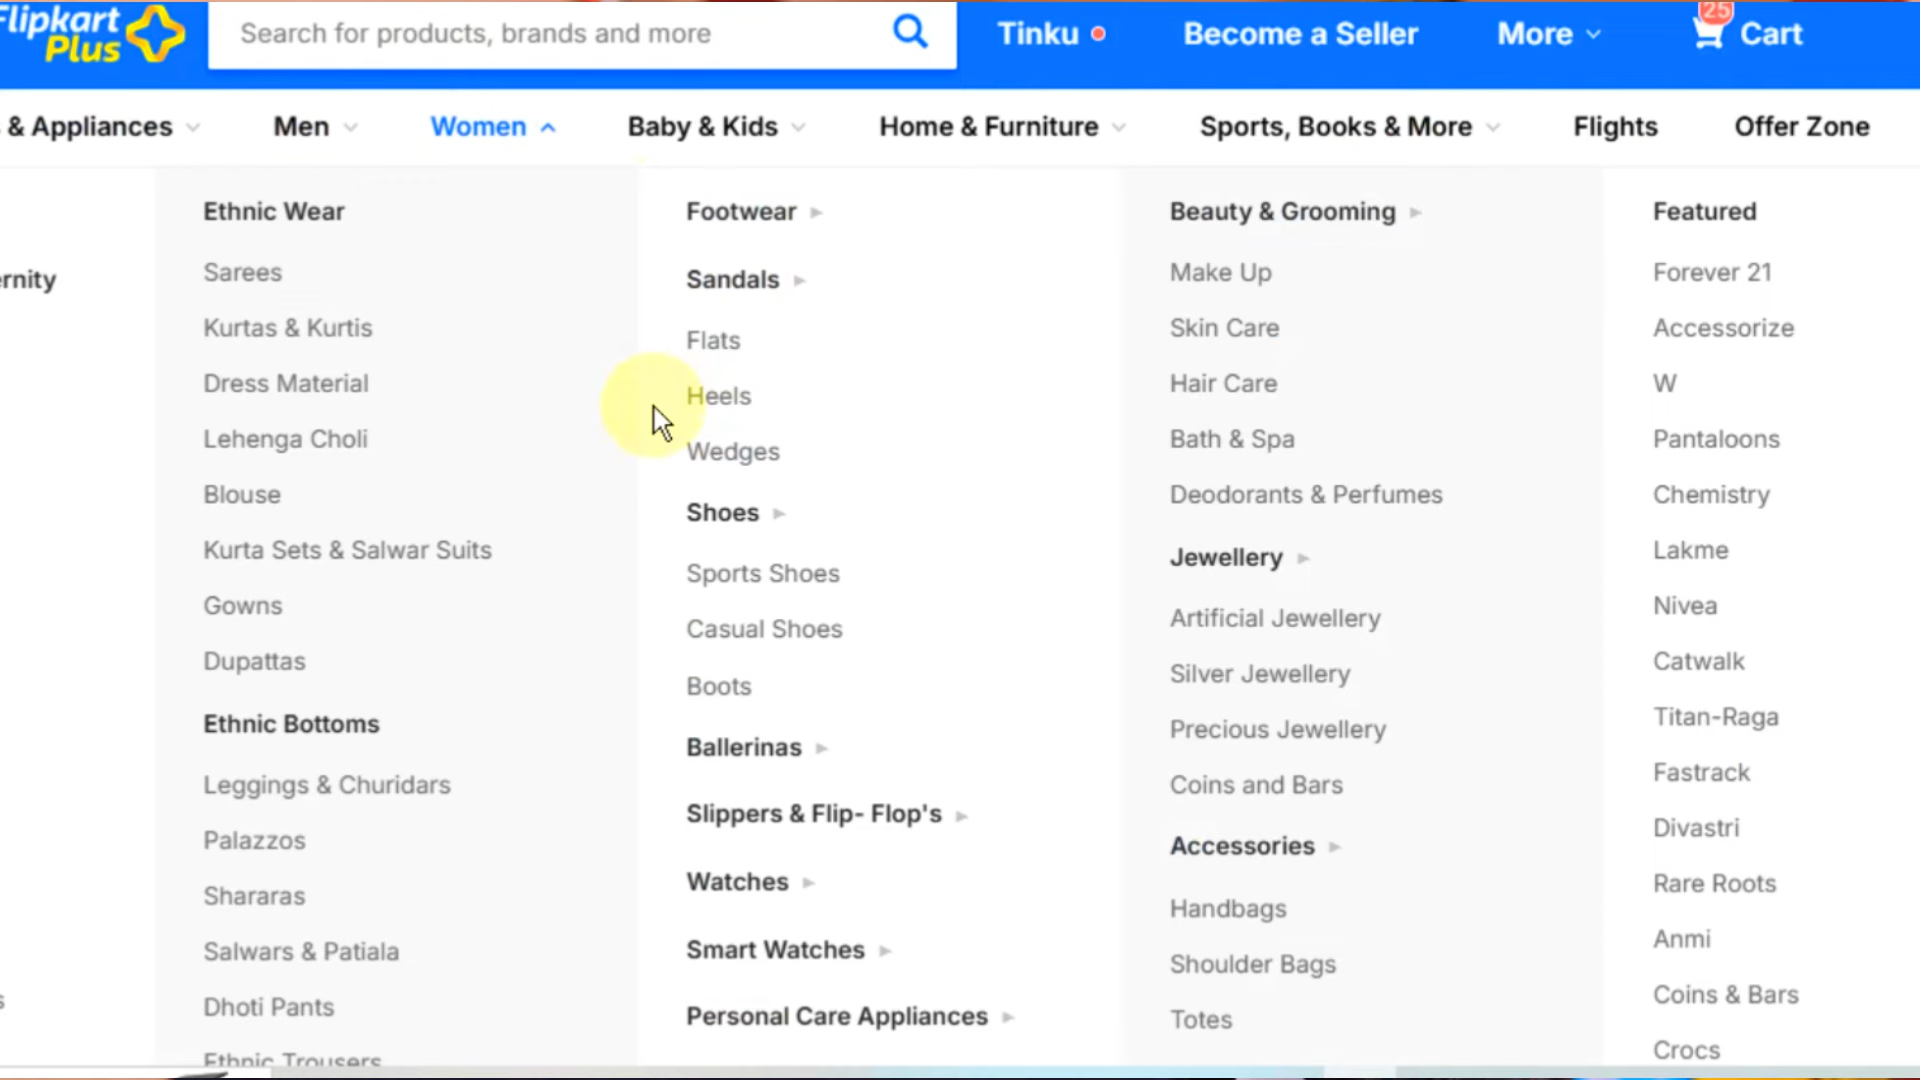 Flipkart
Plus
Search for products, brands and more
Tinku
Become a Seller
More
25
Cart
& Appliances
Men
Women
Baby & Kids
Home & Furniture
Sports, Books & More
Flights
Offer Zone
ernity
s
Ethnic Wear
Sarees
Kurtas & Kurtis
Dress Material
Lehenga Choli
Blouse
Kurta Sets & Salwar Suits
Gowns
Dupattas
Ethnic Bottoms
Leggings & Churidars
Palazzos
Shararas
Salwars & Patiala
Dhoti Pants
Ethnic Trousers
Footwear
Sandals
Flats
Heels
Wedges
Shoes
Sports Shoes
Casual Shoes
Boots
Ballerinas
Slippers & Flip- Flop's
Watches
Smart Watches
Personal Care Appliances
Beauty & Grooming
Make Up
Skin Care
Hair Care
Bath & Spa
Deodorants & Perfumes
Jewellery
Artificial Jewellery
Silver Jewellery
Precious Jewellery
Coins and Bars
Accessories
Handbags
Shoulder Bags
Totes
Featured
Forever 21
Accessorize
W
Pantaloons
Chemistry
Lakme
Nivea
Catwalk
Titan-Raga
Fastrack
Divastri
Rare Roots
Anmi
Coins & Bars
Crocs